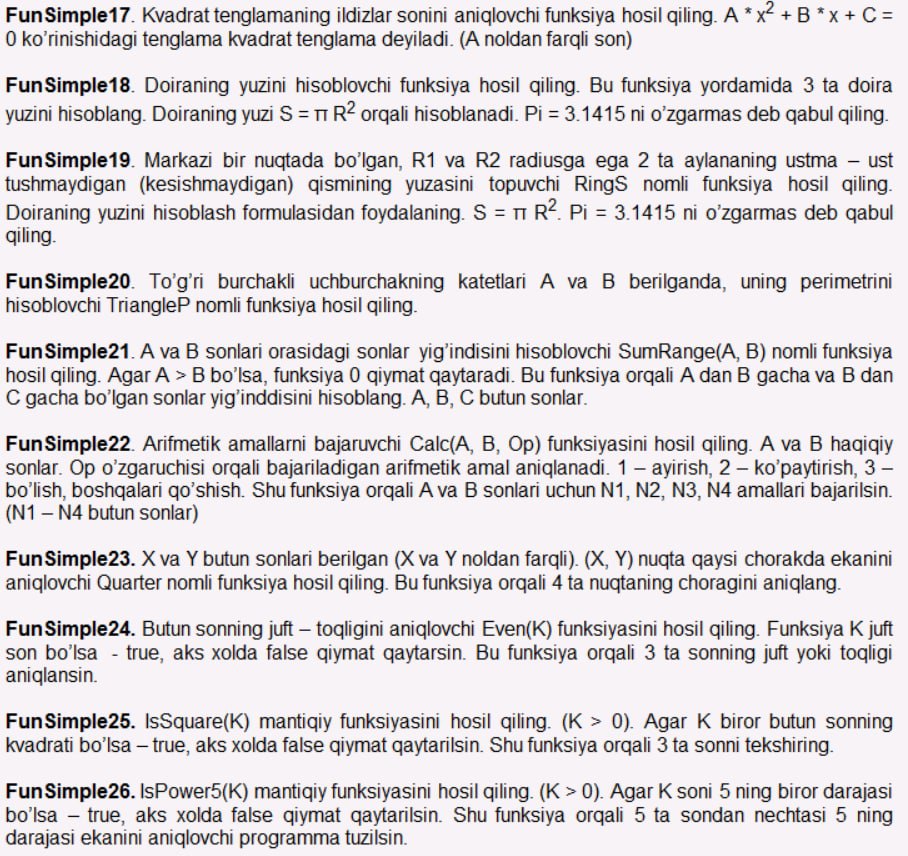 FunSimple17. Kvadrat tenglamaning ildizlar sonini aniqlovchi funksiya hosil qiling. A * x² + B * x + C =
0 ko’rinishidagi tenglama kvadrat tenglama deyiladi. (A noldan farqli son)
FunSimple18. Doiraning yuzini hisoblovchi funksiya hosil qiling. Bu funksiya yordamida 3 ta doira
yuzini hisoblang. Doiraning yuzi S = π R² orqali hisoblanadi. Pi = 3.1415 ni o’zgarmas deb qabul qiling.
FunSimple19. Markazi bir nuqtada bo’lgan, R1 va R2 radiusga ega 2 ta aylananing ustma – ust
tushmaydigan (kesishmaydigan) qismining yuzasini topuvchi RingS nomli funksiya hosil qiling.
Doiraning yuzini hisoblash formulasidan foydalaning. S = π R². Pi = 3.1415 ni o’zgarmas deb qabul
qiling.
FunSimple20. To’g’ri burchakli uchburchakning katetlari A va B berilganda, uning perimetrini
hisoblovchi TriangleP nomli funksiya hosil qiling.
FunSimple21. A va B sonlari orasidagi sonlar yig’indisini hisoblovchi SumRange(A, B) nomli funksiya
hosil qiling. Agar A > B bo’lsa, funksiya 0 qiymat qaytaradi. Bu funksiya orqali A dan B gacha va B dan
C gacha bo’lgan sonlar yig’inddisini hisoblang. A, B, C butun sonlar.
FunSimple22. Arifmetik amallarni bajaruvchi Calc(A, B, Op) funksiyasini hosil qiling. A va B haqiqiy
sonlar. Op o’zgaruchisi orqali bajariladigan arifmetik amal aniqlanadi. 1 – ayirish, 2 – ko’paytirish, 3 –
bo’lish, boshqalari qo’shish. Shu funksiya orqali A va B sonlari uchun N1, N2, N3, N4 amallari bajarilsin.
(N1 – N4 butun sonlar)
FunSimple23. X va Y butun sonlari berilgan (X va Y noldan farqli). (X, Y) nuqta qaysi chorakda ekanini
aniqlovchi Quarter nomli funksiya hosil qiling. Bu funksiya orqali 4 ta nuqtaning choragini aniqlang.
FunSimple24. Butun sonning juft – toqligini aniqlovchi Even(K) funksiyasini hosil qiling. Funksiya K juft
son bo’lsa - true, aks xolda false qiymat qaytarsin. Bu funksiya orqali 3 ta sonning juft yoki toqligi
aniqlansin.
FunSimple25. IsSquare(K) mantiqiy funksiyasini hosil qiling. (K > 0). Agar K biror butun sonning
kvadrati bo’lsa – true, aks xolda false qiymat qaytarilsin. Shu funksiya orqali 3 ta sonni tekshiring.
FunSimple26. IsPower5(K) mantiqiy funksiyasini hosil qiling. (K > 0). Agar K soni 5 ning biror darajasi
bo’lsa – true, aks xolda false qiymat qaytarilsin. Shu funksiya orqali 5 ta sondan nechtasi 5 ning
darajasi ekanini aniqlovchi programma tuzilsin.